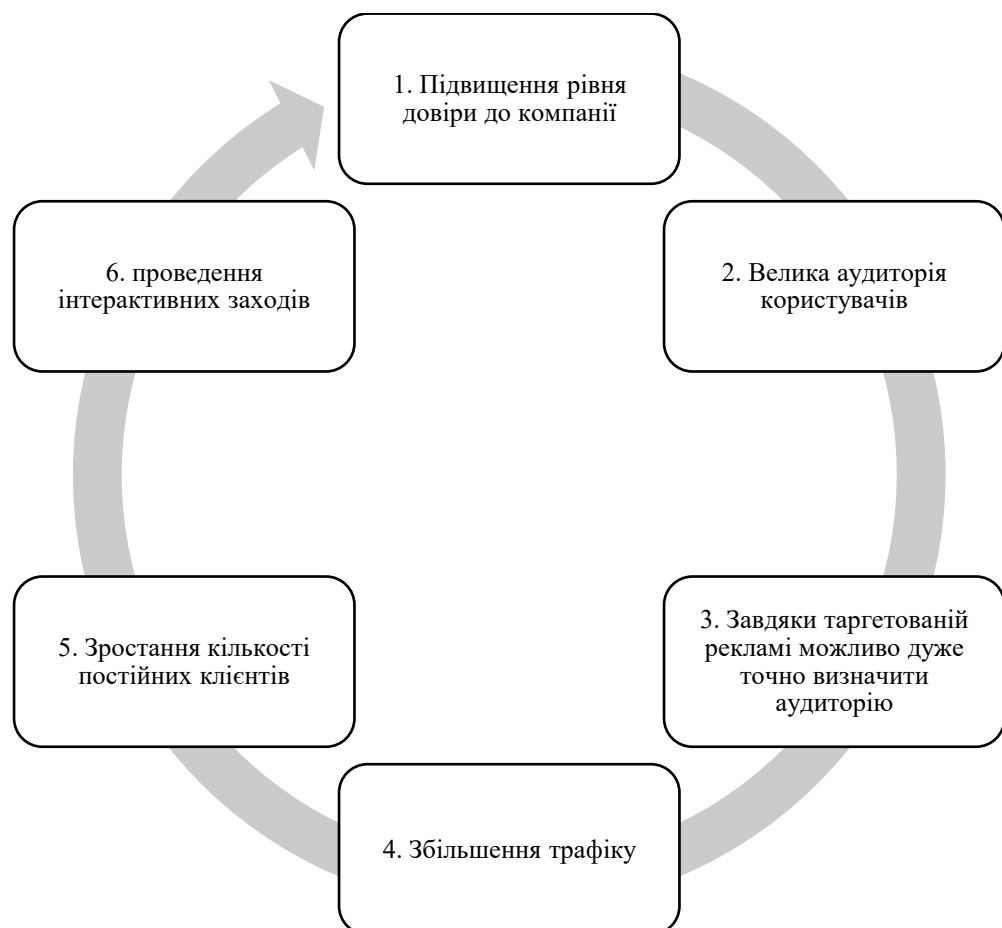 1. Підвищення рівня
довіри до компанії
2. Велика аудиторія
користувачів
3. Завдяки таргетованій
рекламі можливо дуже
точно визначити
аудиторію
4. Збільшення трафіку
5. Зростання кількості
постійних клієнтів
6. проведення
інтерактивних заходів